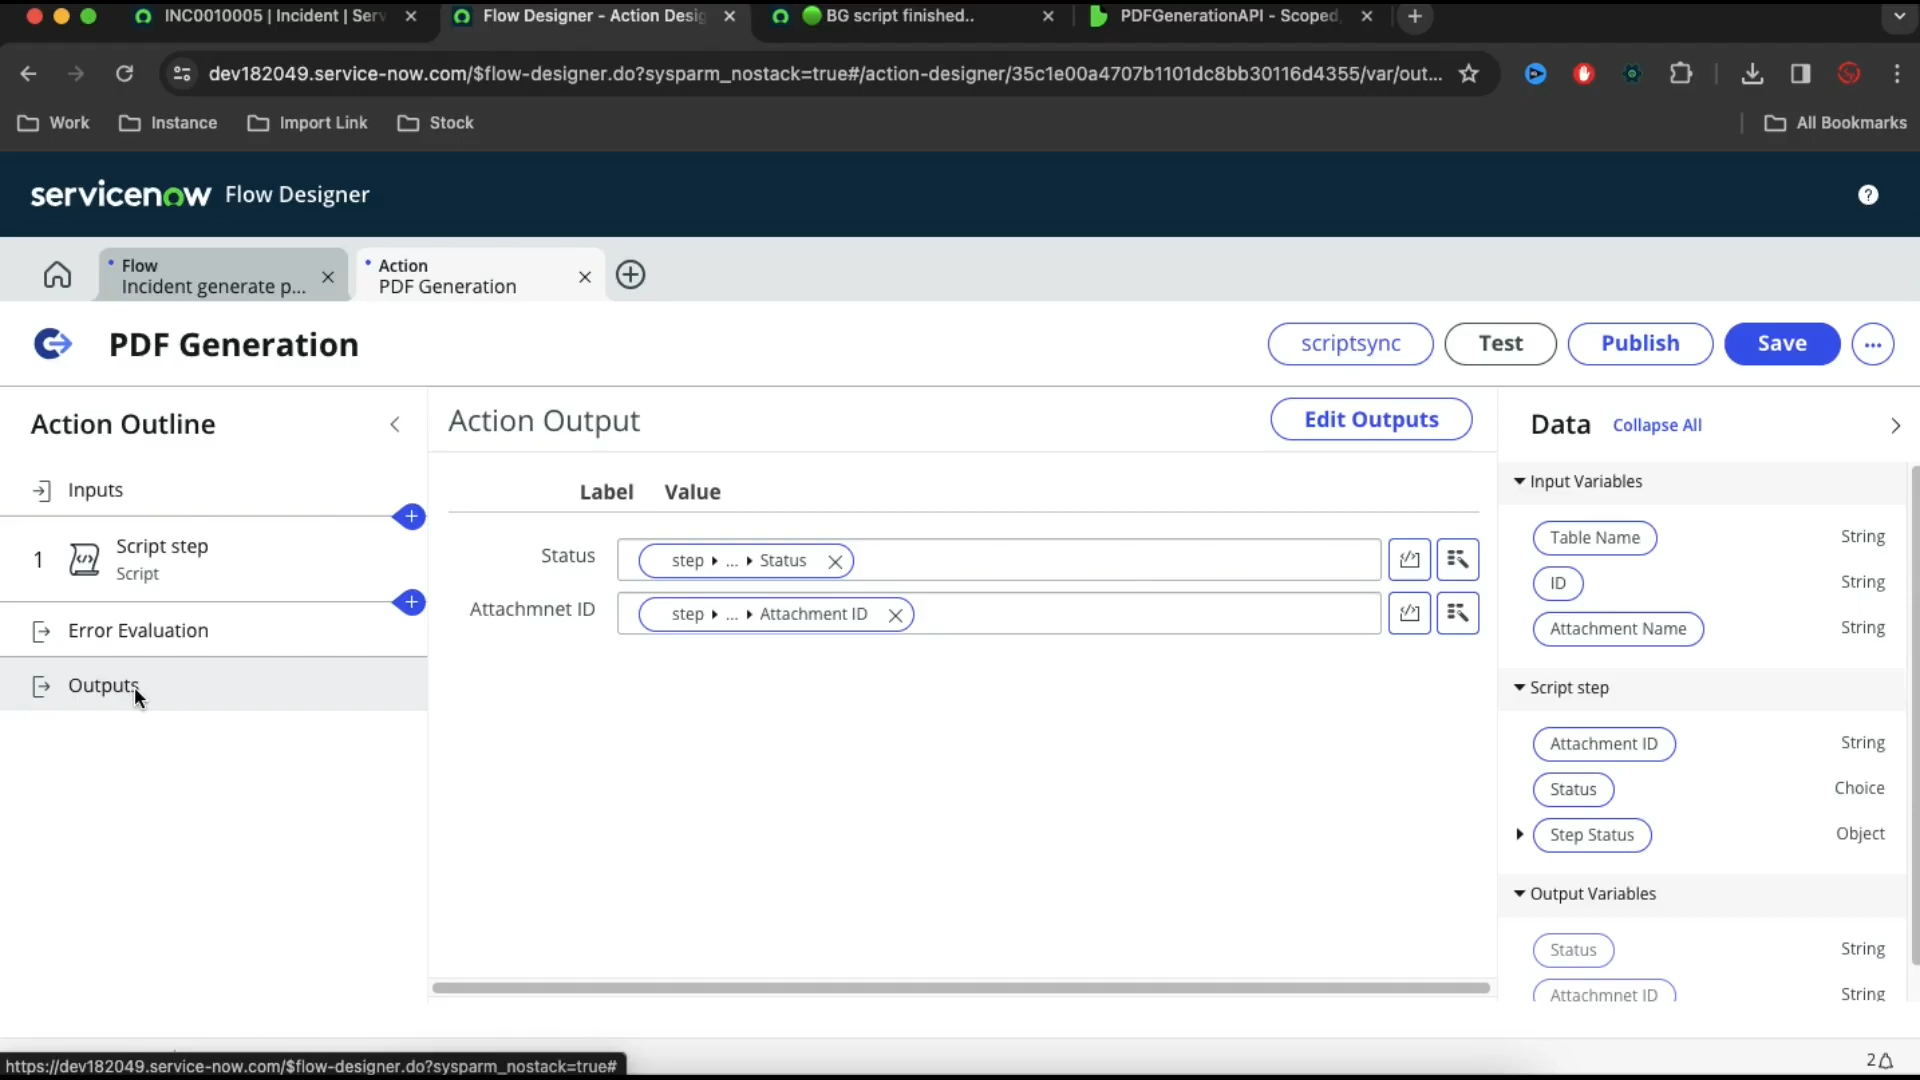 INC0010005 | Incident | Serv
Flow Designer - Action Desig
BG script finished..
PDFGenerationAPI - Scoped
dev182049.service-now.com/$flow-designer.do?sysparm_nostack=true#/action-designer/35c1e00a4707b1101dc8bb30116d4355/var/out...
Work
Instance
Import Link
Stock
All Bookmarks
servicenow Flow Designer
Flow
Incident generate p...
Action
PDF Generation
PDF Generation
scriptsync
Test
Publish
Save
Action Outline
Inputs
1
Script step
Script
Error Evaluation
Outputs
Action Output
Edit Outputs
Label Value
Status
step ▸ ... ▸ Status
Attachmnet ID
step ▸ ... ▸ Attachment ID
Data Collapse All
Input Variables
Table Name String
ID String
Attachment Name String
Script step
Attachment ID String
Status Choice
Step Status Object
Output Variables
Status String
Attachmnet ID String
https://dev182049.service-now.com/$flow-designer.do?sysparm_nostack=true#
2